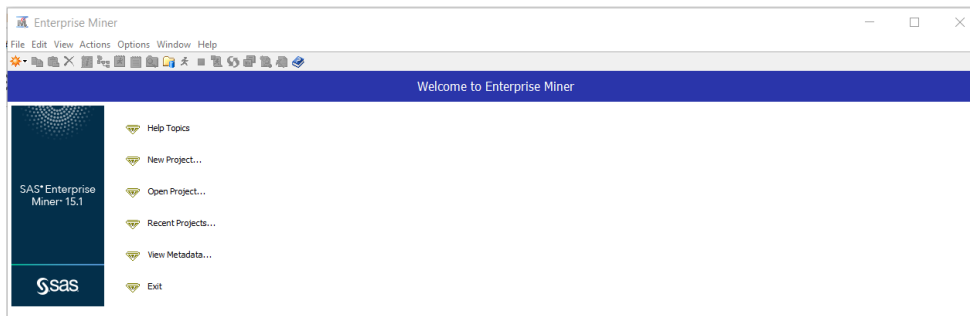 Enterprise Miner
File Edit View Actions Options Window Help
Welcome to Enterprise Miner
Help Topics
New Project...
SAS® Enterprise
Miner™ 15.1
Open Project...
Recent Projects...
View Metadata...
sas
Exit